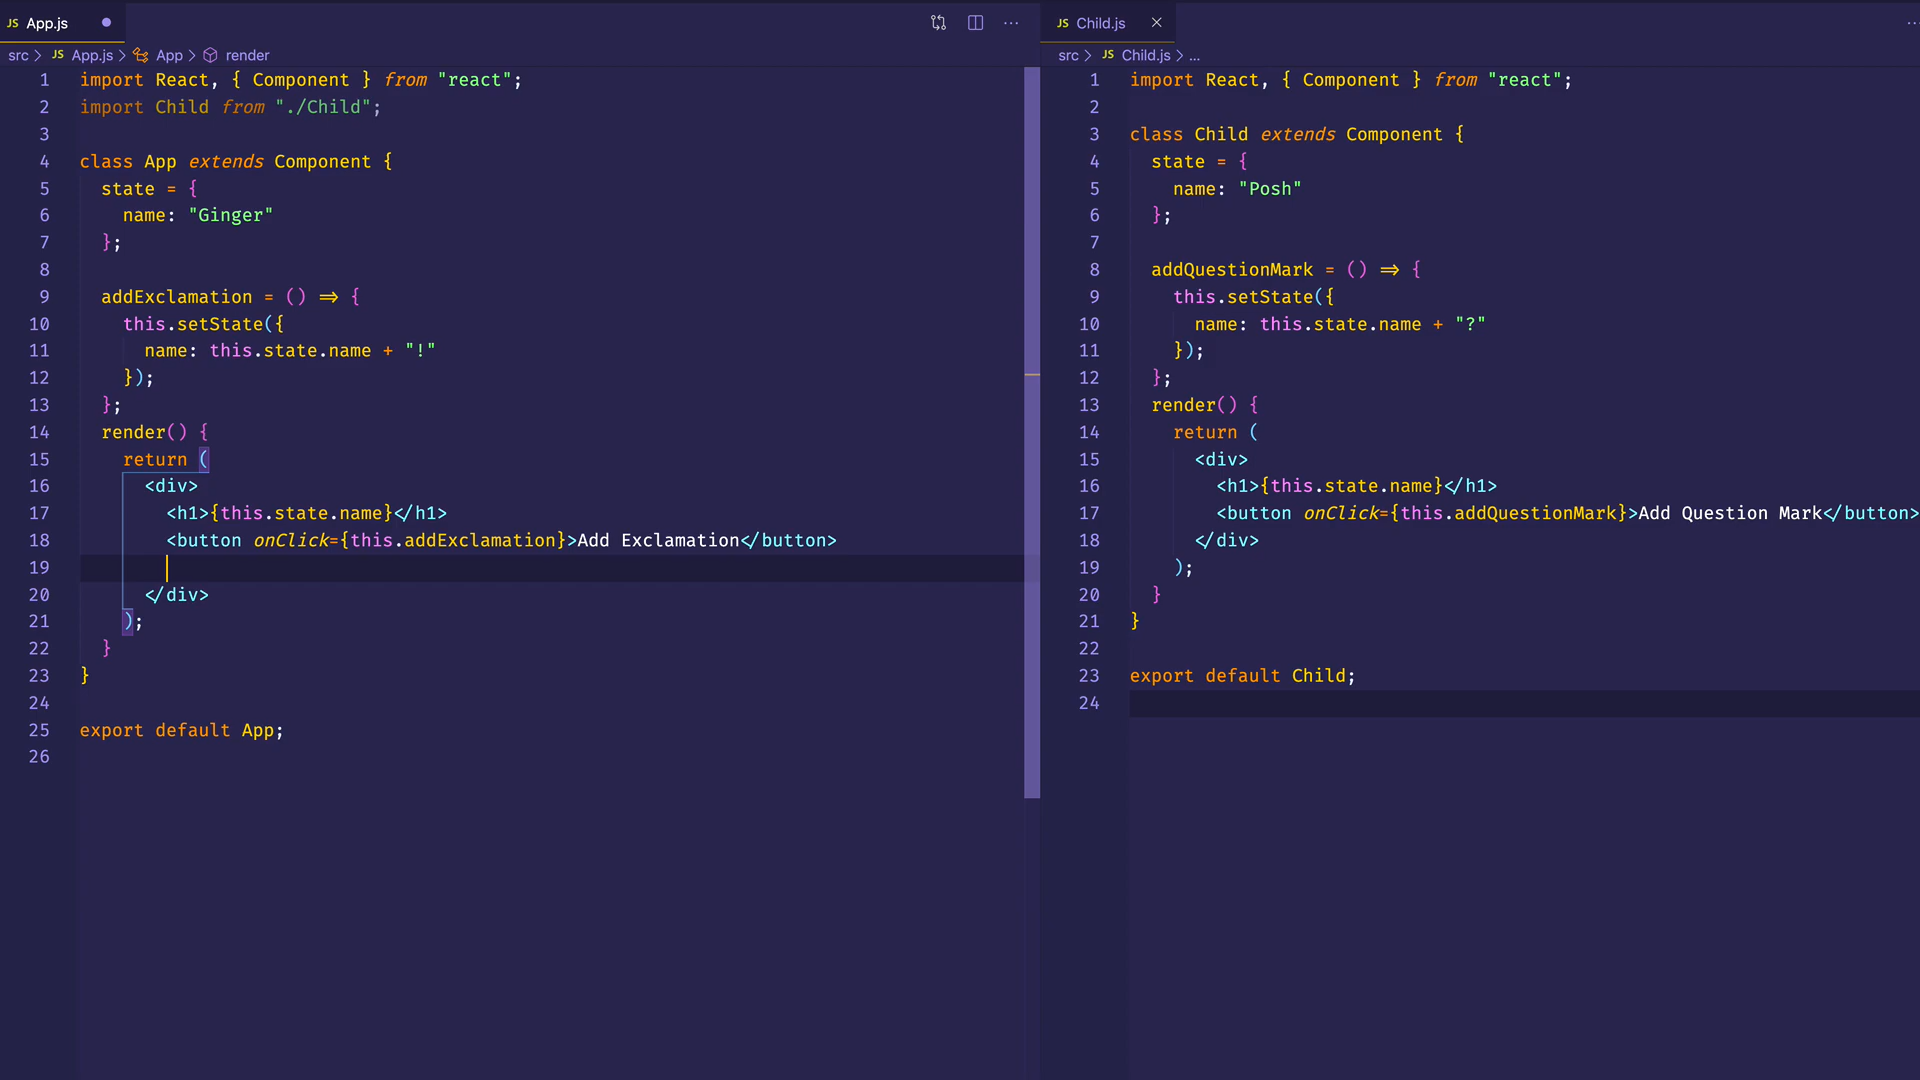 JS App.js
src > JS App.js > App > render
1 import React, { Component } from "react";
2 import Child from "./Child";
3
4 class App extends Component {
5 state = {
6 name: "Ginger"
7 };
8
9 addExclamation = () => {
10 this.setState({
11 name: this.state.name + "!"
12 });
13 };
14 render() {
15 return (
16 <div>
17 <h1>{this.state.name}</h1>
18 <button onClick={this.addExclamation}>Add Exclamation</button>
19
20 </div>
21 );
22 }
23 }
24
25 export default App;
26
JS Child.js
src > JS Child.js > ...
1 import React, { Component } from "react";
2
3 class Child extends Component {
4 state = {
5 name: "Posh"
6 };
7
8 addQuestionMark = () => {
9 this.setState({
10 name: this.state.name + "?"
11 });
12 };
13 render() {
14 return (
15 <div>
16 <h1>{this.state.name}</h1>
17 <button onClick={this.addQuestionMark}>Add Question Mark</button>
18 </div>
19 );
20 }
21 }
22
23 export default Child;
24